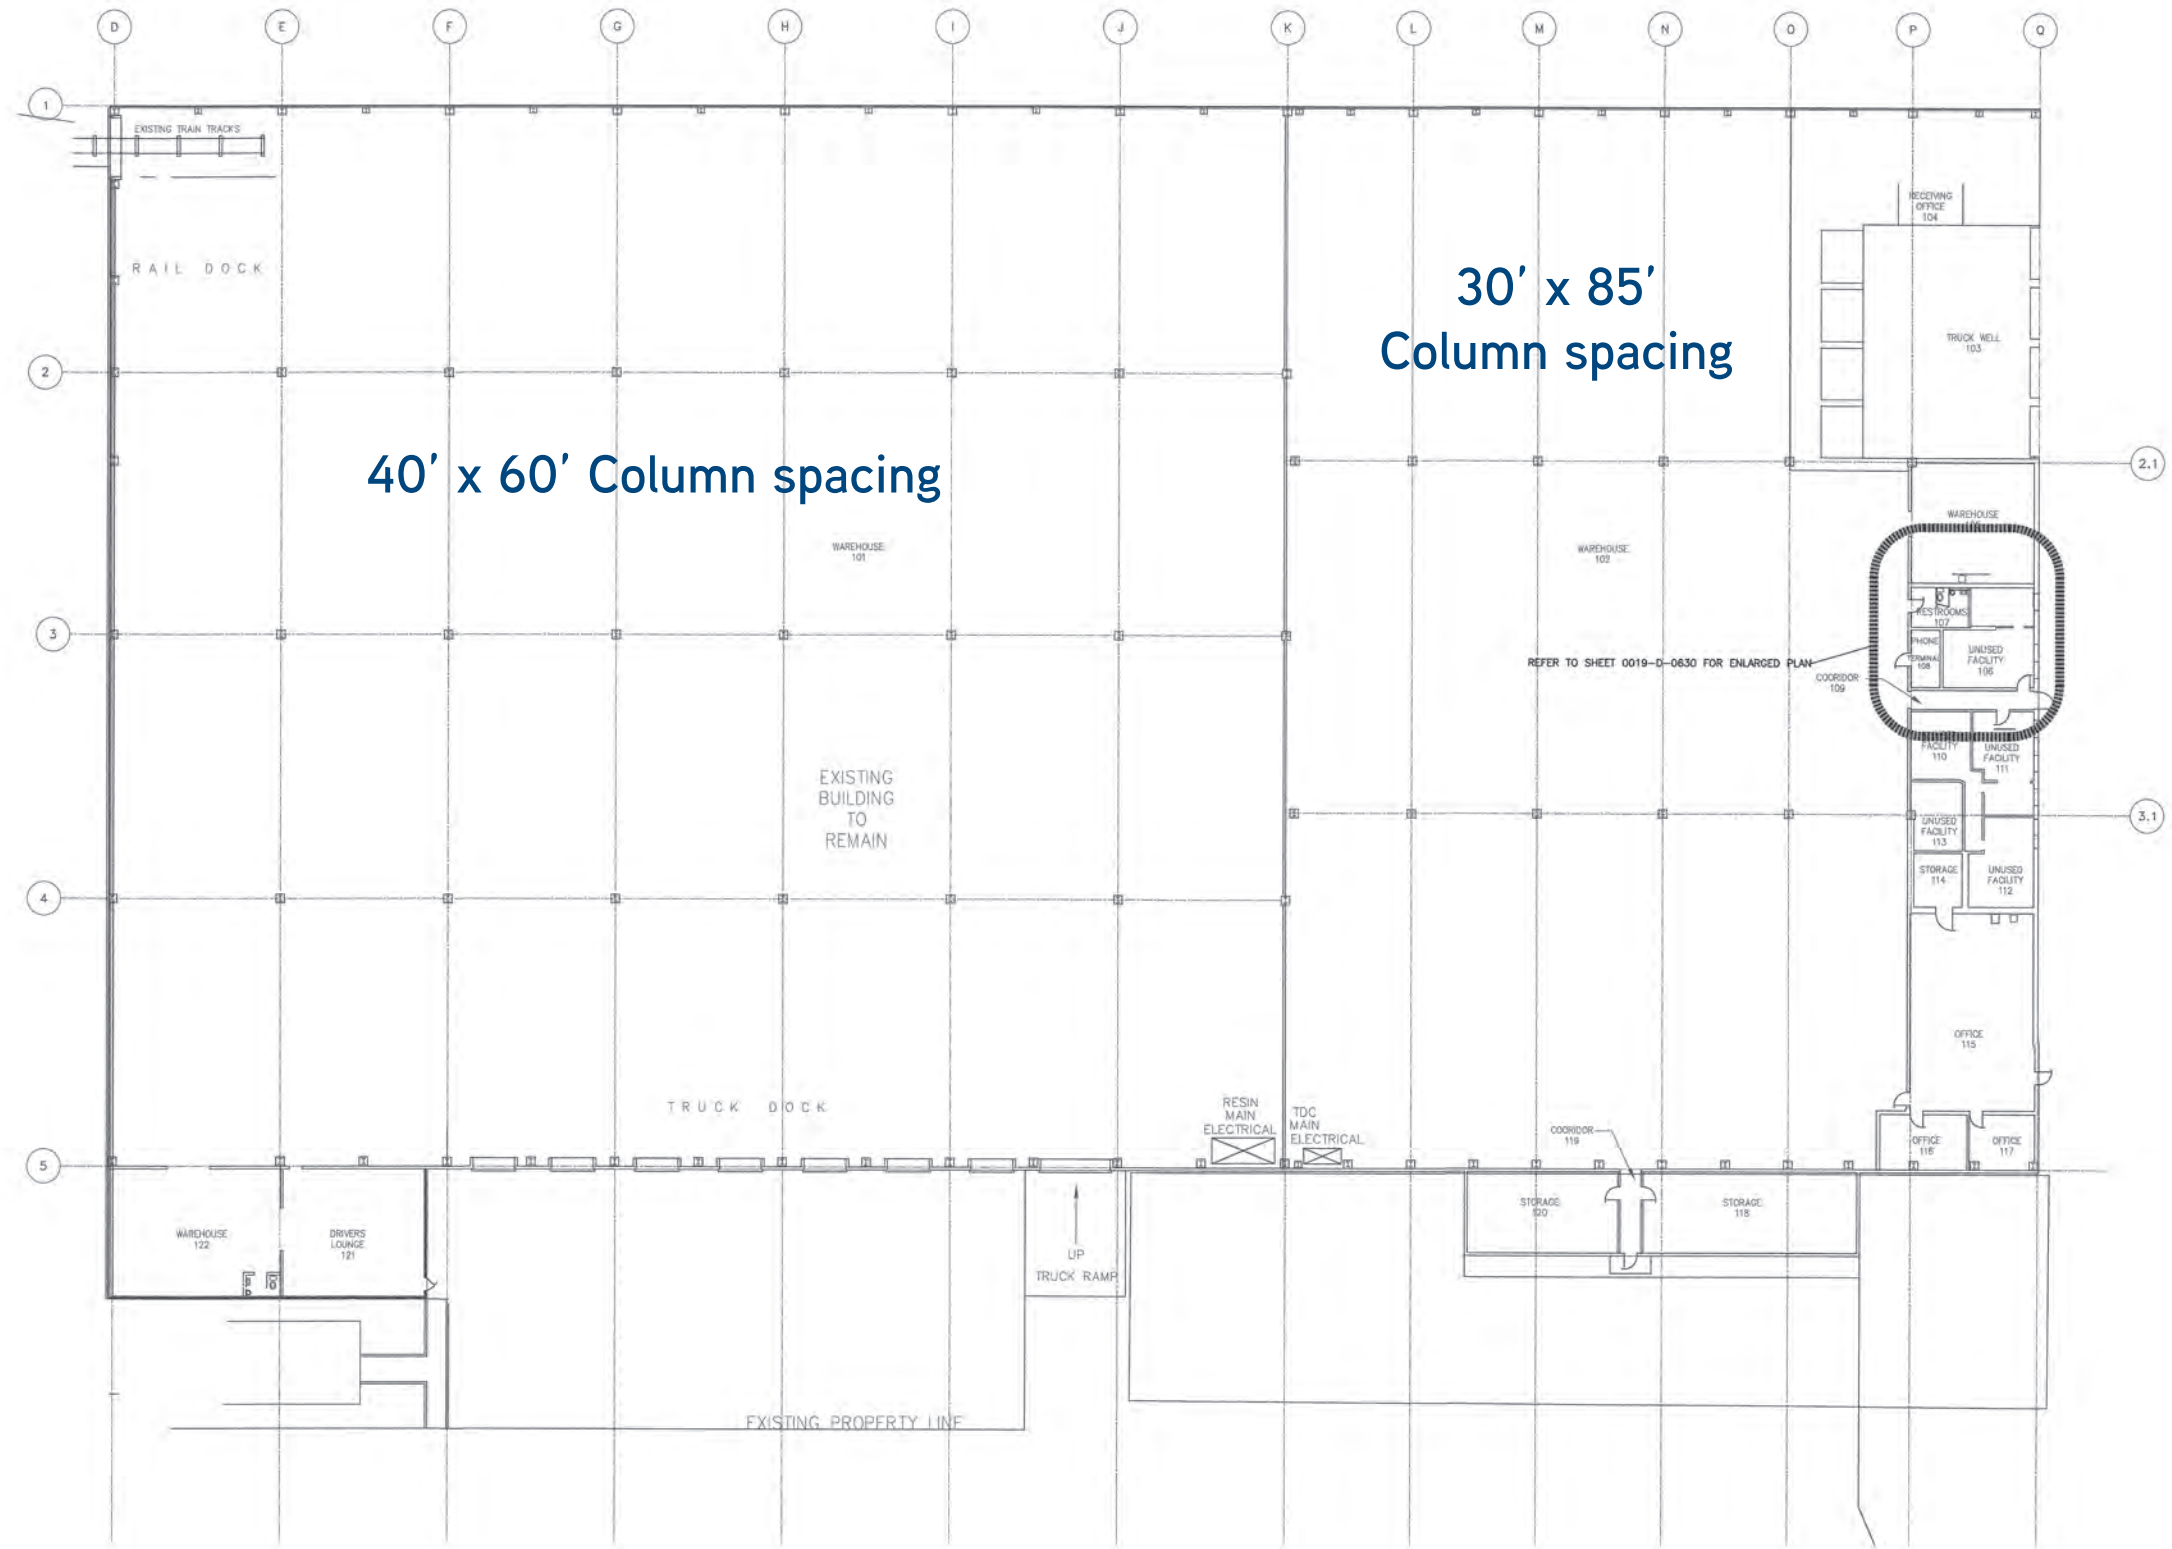 D E F G H I J K L M N O P Q
1
EXISTING TRAIN TRACKS
RECEIVING
OFFICE
104
RAIL DOCK
30' x 85'
Column spacing
TRUCK WELL
103
2
40' x 60' Column spacing
2.1
WAREHOUSE
101
WAREHOUSE
102
WAREHOUSE
RESTROOMS
107
3
PHONE
TERMINAL
108
UNUSED
FACILITY
106
REFER TO SHEET 0019-D-0630 FOR ENLARGED PLAN
COORIDOR
109
FACILITY
110
UNUSED
FACILITY
111
EXISTING
BUILDING
TO
REMAIN
3.1
UNUSED
FACILITY
113
STORAGE
114
UNUSED
FACILITY
112
4
OFFICE
115
TRUCK DOCK
RESIN
MAIN
ELECTRICAL
TDC
MAIN
ELECTRICAL
COORIDOR
119
OFFICE
116
OFFICE
117
5
STORAGE
120
STORAGE
118
WAREHOUSE
122
DRIVERS
LOUNGE
121
UP
TRUCK RAMP
EXISTING PROPERTY LINE